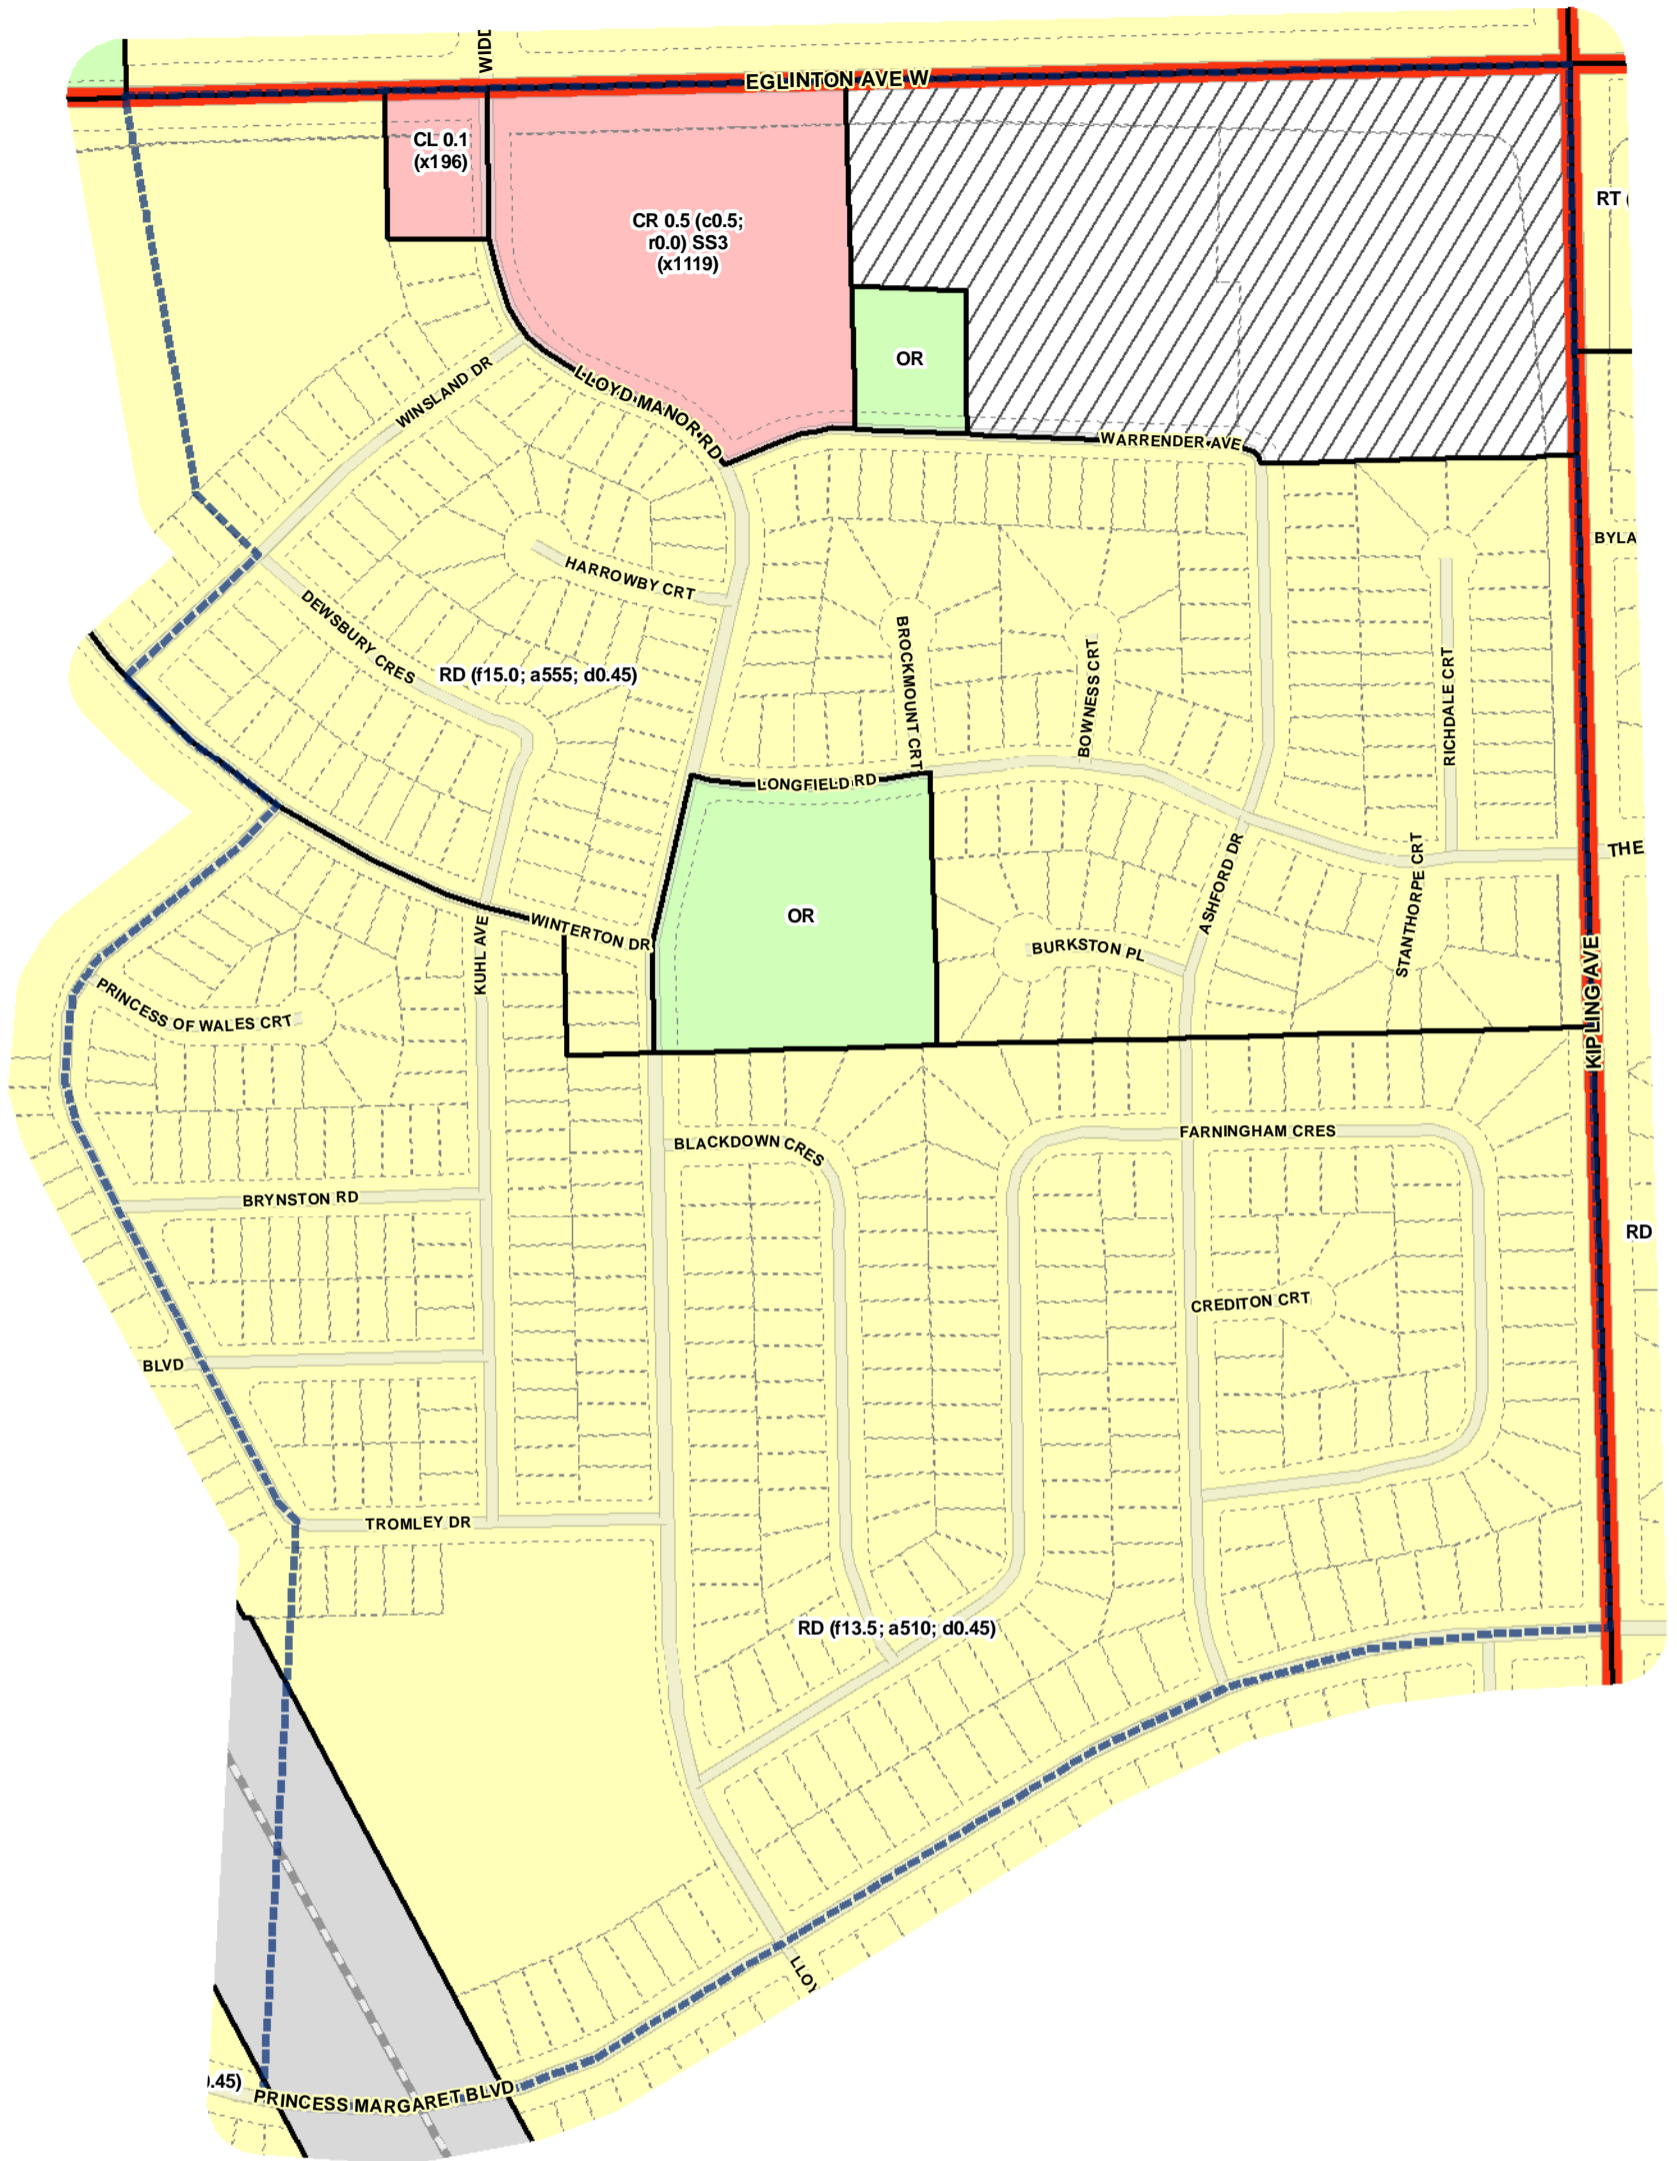 WIDD
EGLINTON AVE W
CL 0.1
(x196)
RT (
CR 0.5 (c0.5;
r0.0) SS3
(x1119)
OR
WINSLAND DR
LLOYD MANOR RD
WARRENDER AVE
BYLA
HARROWBY CRT
DEWSBURY CRES
BROCKMOUNT CRT
BOWNESS CRT
RICHDALE CRT
RD (f15.0; a555; d0.45)
LONGFIELD RD
THE
ASHFORD DR
STANTHORPE CRT
OR
WINTERTON DR
KUHL AVE
BURKSTON PL
KIPLING AVE
PRINCESS OF WALES CRT
BLACKDOWN CRES
FARNINGHAM CRES
BRYNSTON RD
RD
CREDITON CRT
BLVD
TROMLEY DR
RD (f13.5; a510; d0.45)
LLOY
0.45)
PRINCESS MARGARET BLVD